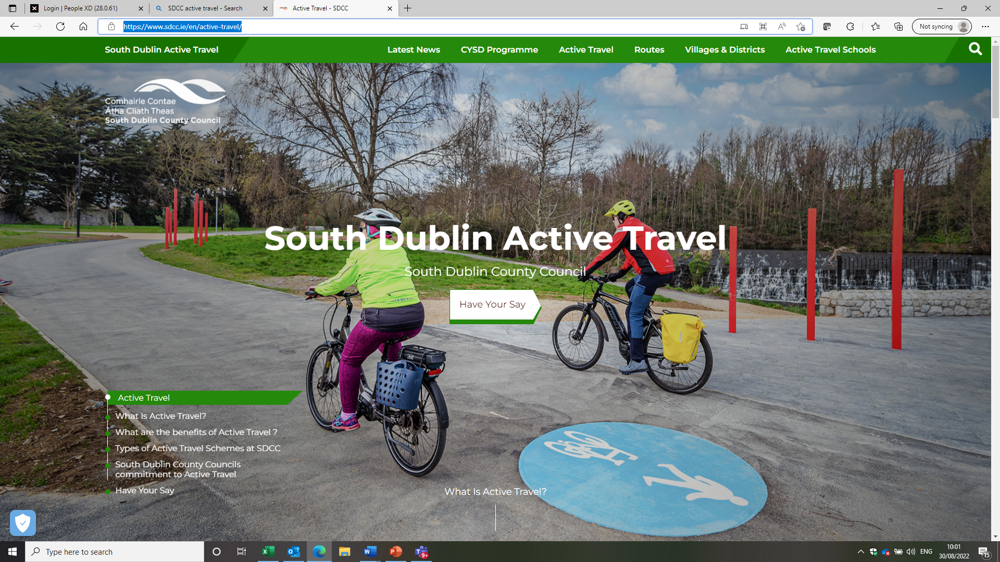 Login | People XD (28.0.61)
SDCC active travel - Search
Active Travel - SDCC
https://www.sdcc.ie/en/active-travel/
Not syncing
South Dublin Active Travel
Latest News
CYSD Programme
Active Travel
Routes
Villages & Districts
Active Travel Schools
Comhairle Contae
Átha Cliath Theas
South Dublin County Council
South Dublin Active Travel
South Dublin County Council
Have Your Say
Active Travel
What Is Active Travel?
What are the benefits of Active Travel ?
Types of Active Travel Schemes at SDCC
South Dublin County Councils
commitment to Active Travel
Have Your Say
What Is Active Travel?
Type here to search
9+
ENG
10:01
30/08/2022
15